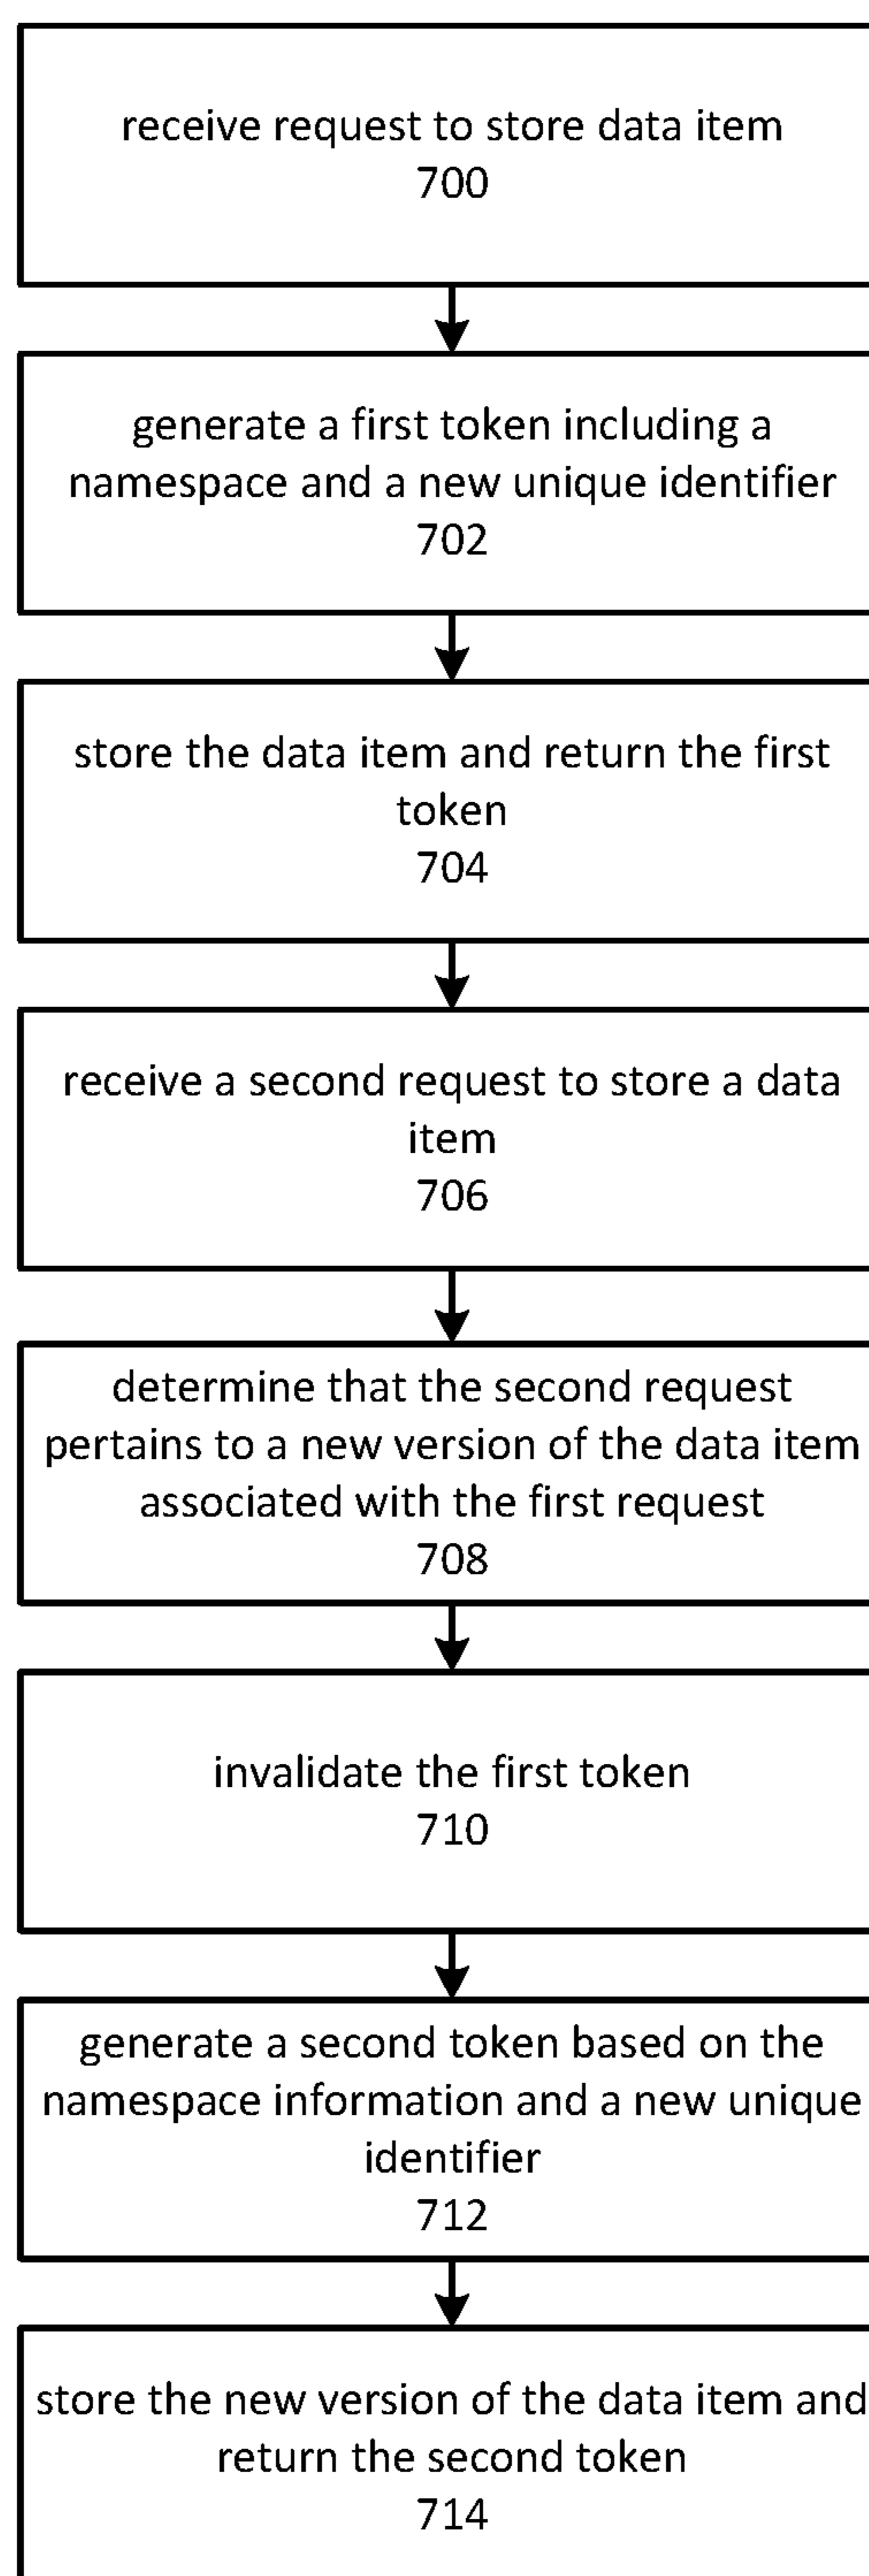 receive request to store data item
700
generate a first token including a
namespace and a new unique identifier
702
store the data item and return the first
token
704
receive a second request to store a data
item
706
determine that the second request
pertains to a new version of the data item
associated with the first request
708
invalidate the first token
710
generate a second token based on the
namespace information and a new unique
identifier
712
store the new version of the data item and
return the second token
714